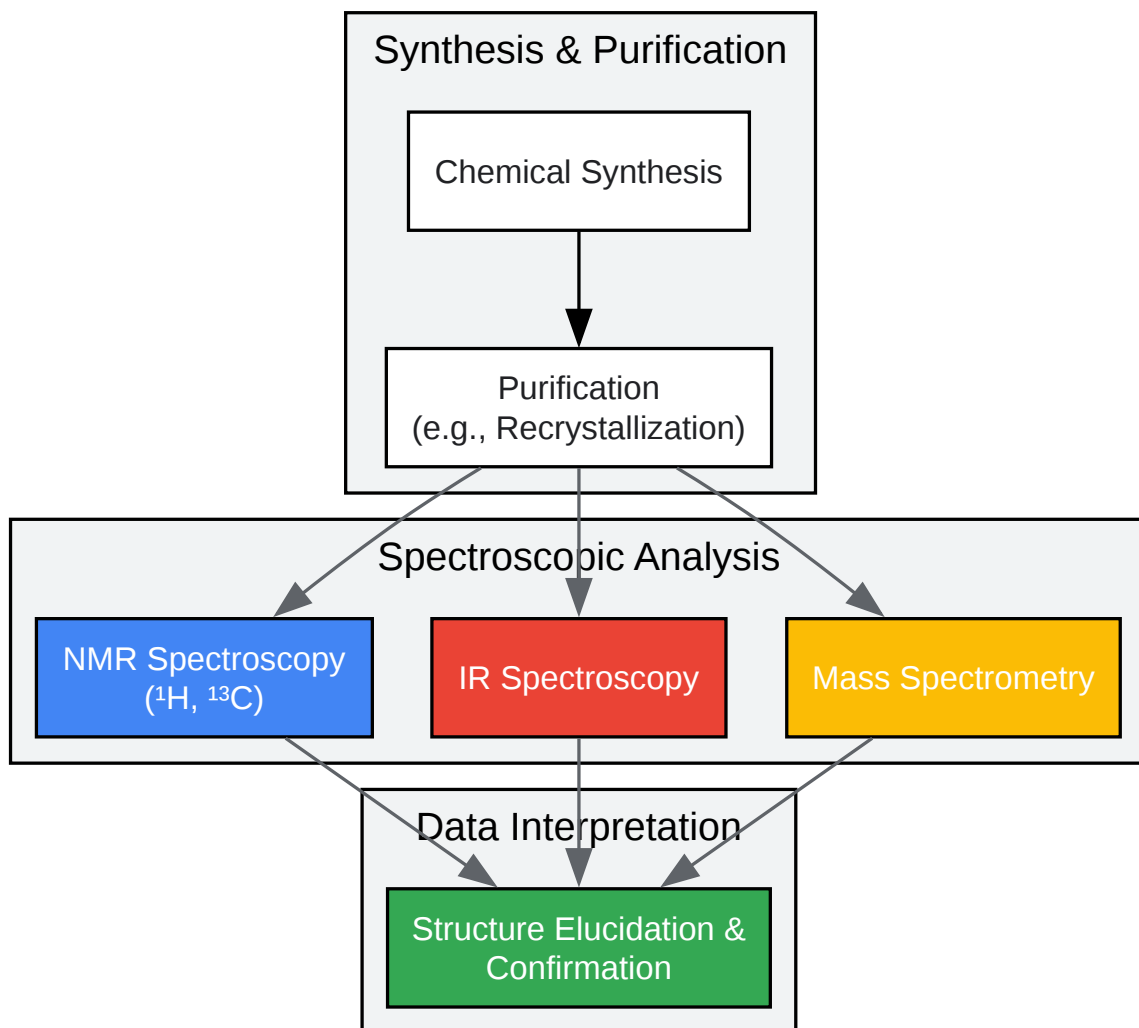 Synthesis & Purification
Chemical Synthesis
Purification
(e.g., Recrystallization)
Spectroscopic Analysis
NMR Spectroscopy
(¹H, ¹³C)
IR Spectroscopy
Mass Spectrometry
Data Interpretation
Structure Elucidation &
Confirmation